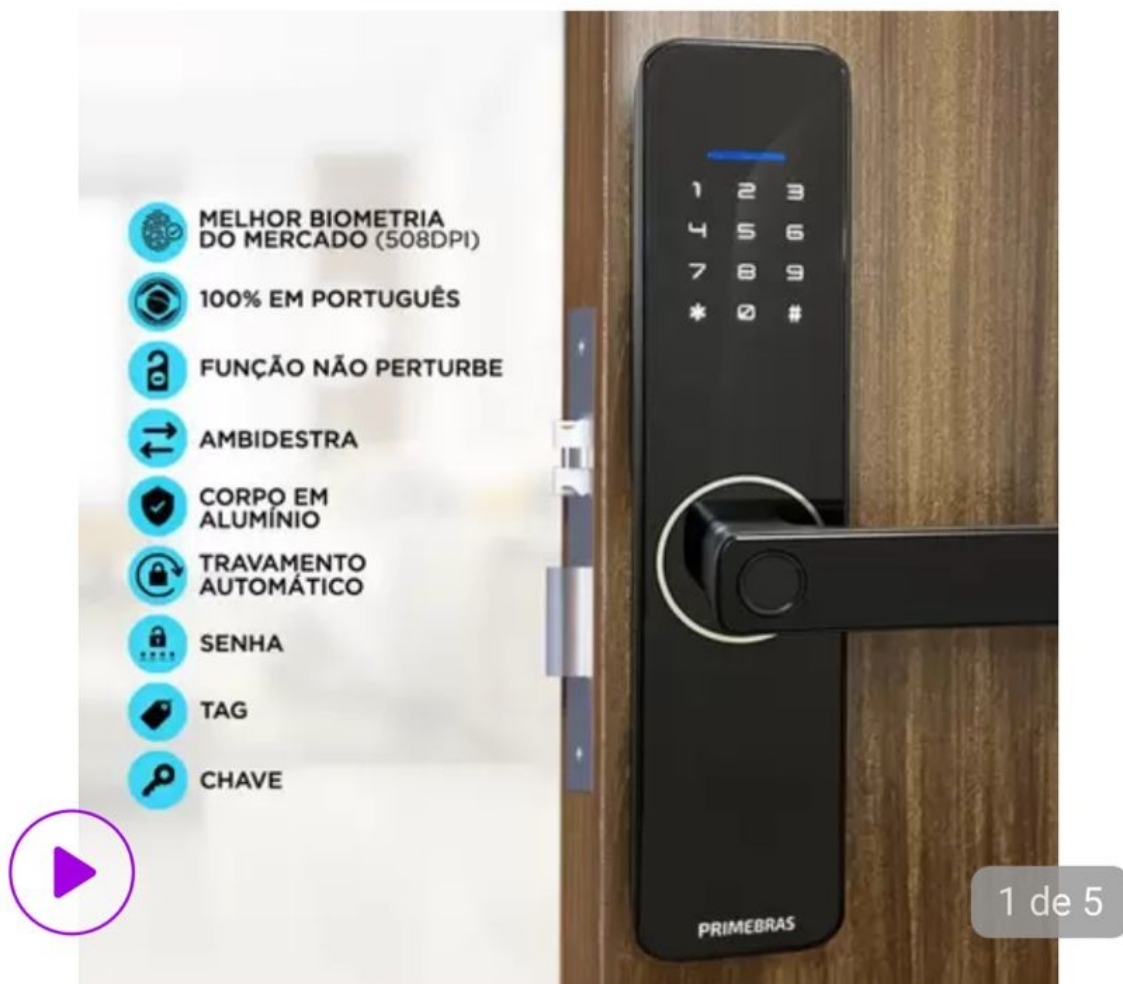 MELHOR BIOMETRIA
DO MERCADO (508DPI)
100% EM PORTUGUÊS
FUNÇÃO NÃO PERTURBE
AMBIDESTRA
CORPO EM
ALUMÍNIO
TRAVAMENTO
AUTOMÁTICO
SENHA
TAG
CHAVE
1 2 3
4 5 6
7 8 9
* 0 #
PRIMEBRAS
1 de 5